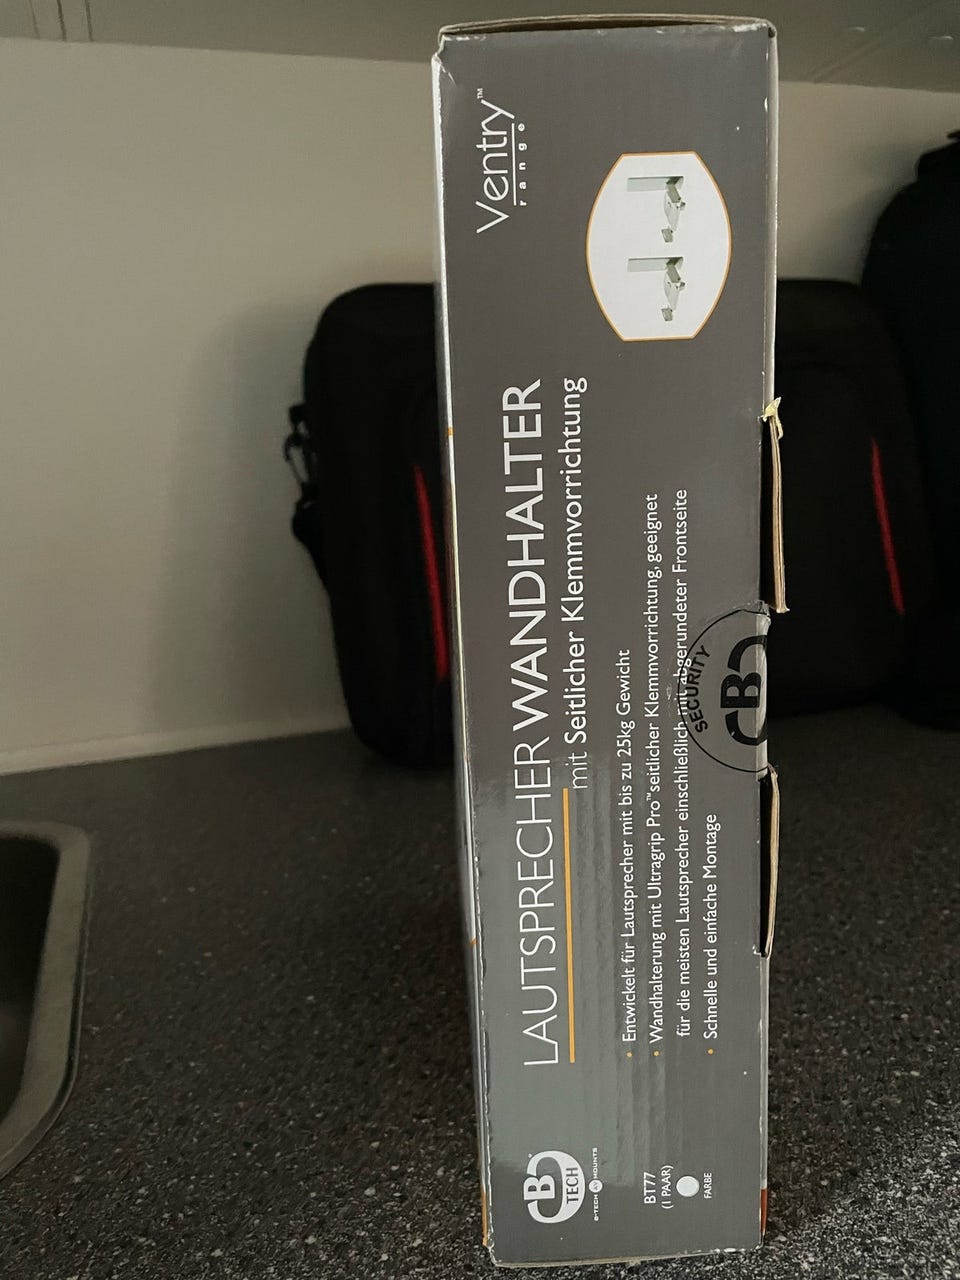 B
TECH
B-TECH AV MOUNTS
LAUTSPRECHER WANDHALTER
mit Seitlicher Klemmvorrichtung
Ventry™
range
• Entwickelt für Lautsprecher mit bis zu 25kg Gewicht
• Wandhalterung mit Ultragrip Pro™ seitlicher Klemmvorrichtung, geeignet
für die meisten Lautsprecher einschließlich mit abgerundeter Frontseite
• Schnelle und einfache Montage
BT77
(1 PAAR)
FARBE
SECURITY
B